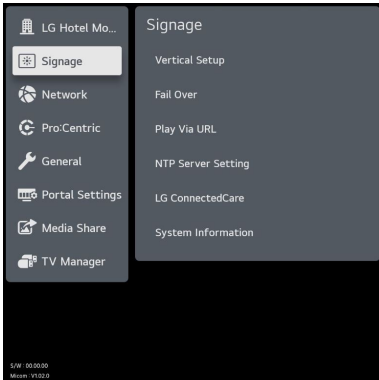 LG Hotel Mo...
Signage
Network
Pro:Centric
General
Portal Settings
Media Share
TV Manager
Signage
Vertical Setup
Fail Over
Play Via URL
NTP Server Setting
LG ConnectedCare
System Information
S/W : 00.00.00
Micom : V1.02.0